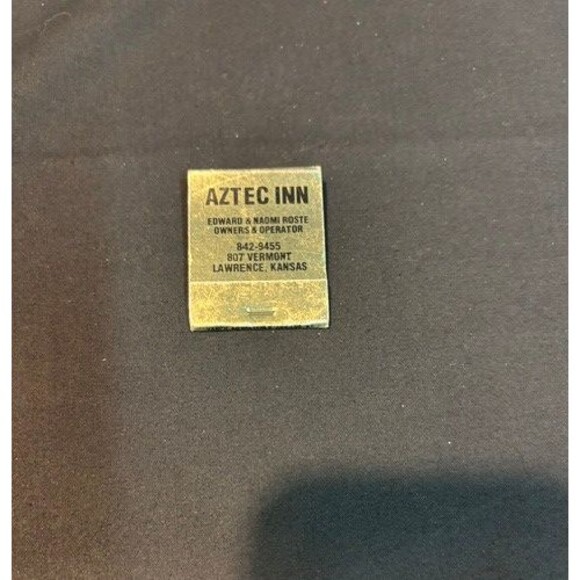 AZTEC INN
EDWARD & NAOMI ROSTE
OWNERS & OPERATOR
842-9455
807 VERMONT
LAWRENCE, KANSAS